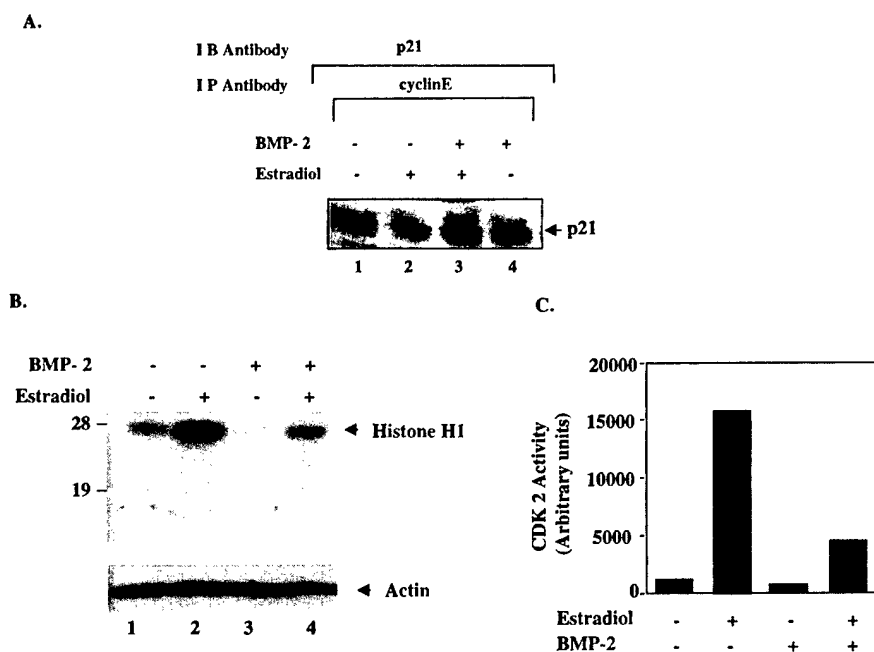 A.
I B Antibody p21
I P Antibody cyclinE
BMP- 2 - - + +
Estradiol - + + -
p21
1 2 3 4
B.
BMP- 2 - - + +
Estradiol - + - +
28 Histone H1
19
Actin
1 2 3 4
C.
20000
15000
10000
5000
0
CDK 2 Activity
(Arbitrary units)
Estradiol - + - +
BMP-2 - - + +